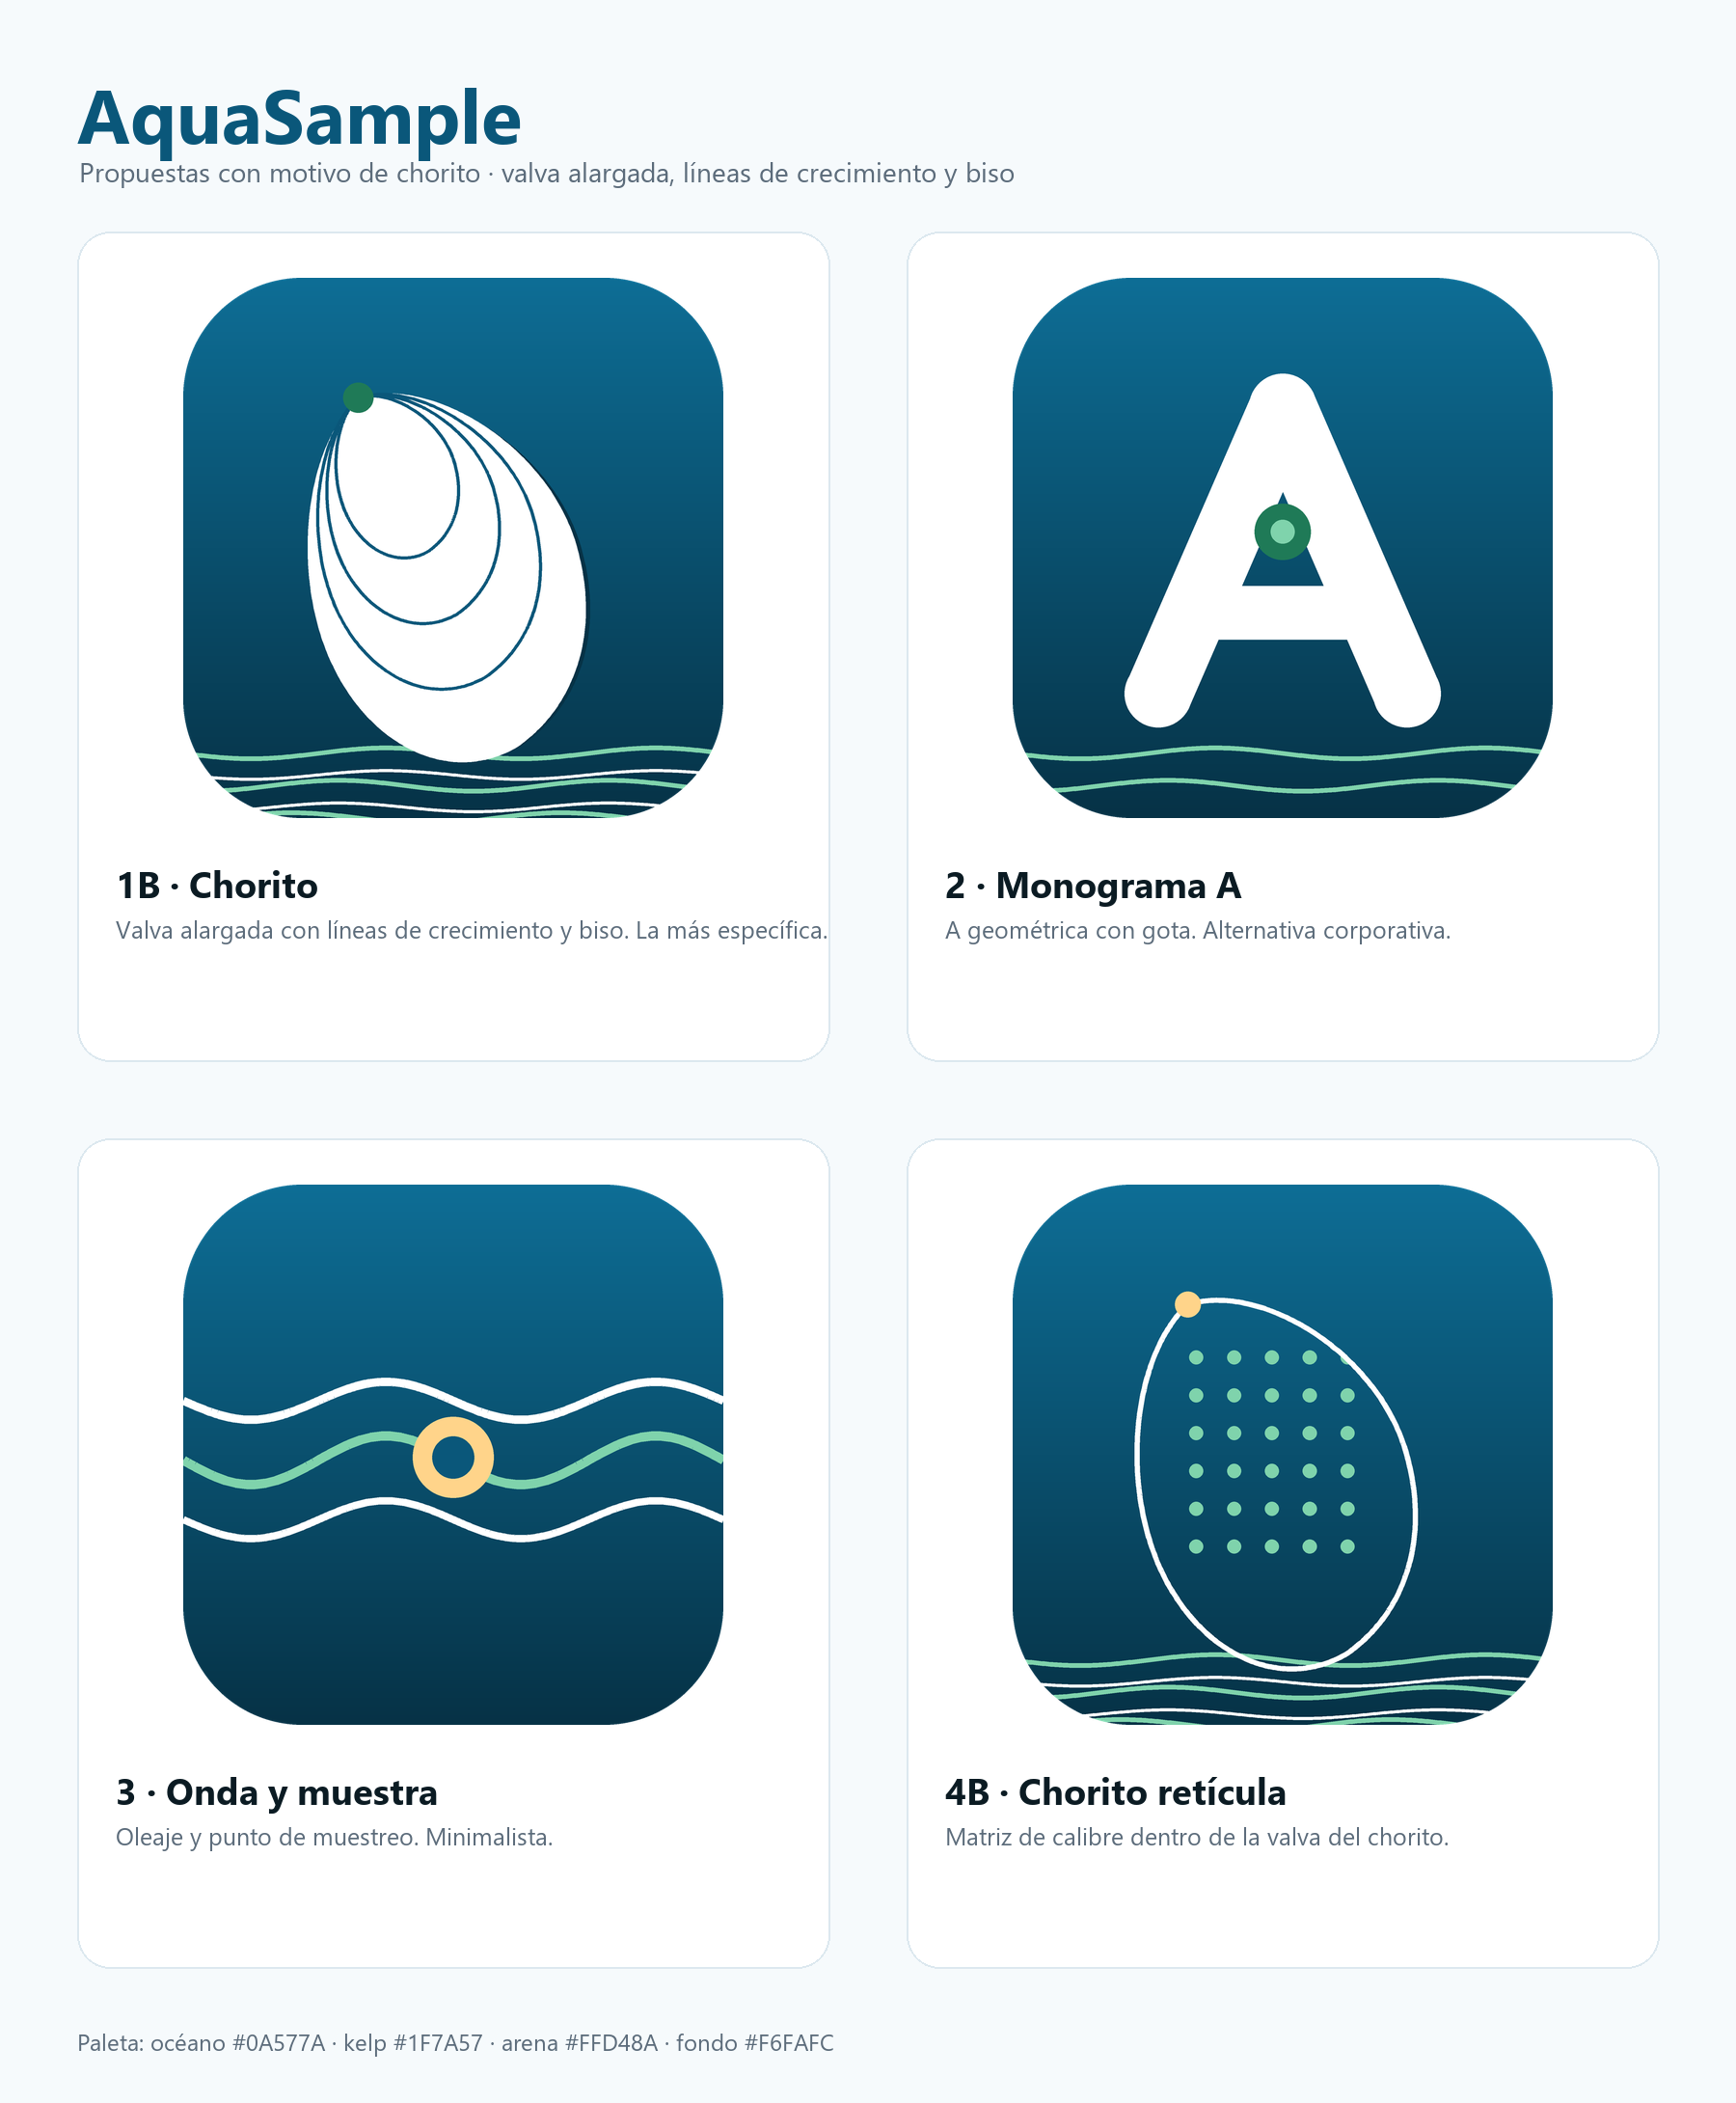 AquaSample
Propuestas con motivo de chorito · valva alargada, líneas de crecimiento y biso
A
1B · Chorito
Valva alargada con líneas de crecimiento y biso. La más específica.
2 · Monograma A
A geométrica con gota. Alternativa corporativa.
3 · Onda y muestra
Oleaje y punto de muestreo. Minimalista.
4B · Chorito retícula
Matriz de calibre dentro de la valva del chorito.
Paleta: océano #0A577A · kelp #1F7A57 · arena #FFD48A · fondo #F6FAFC